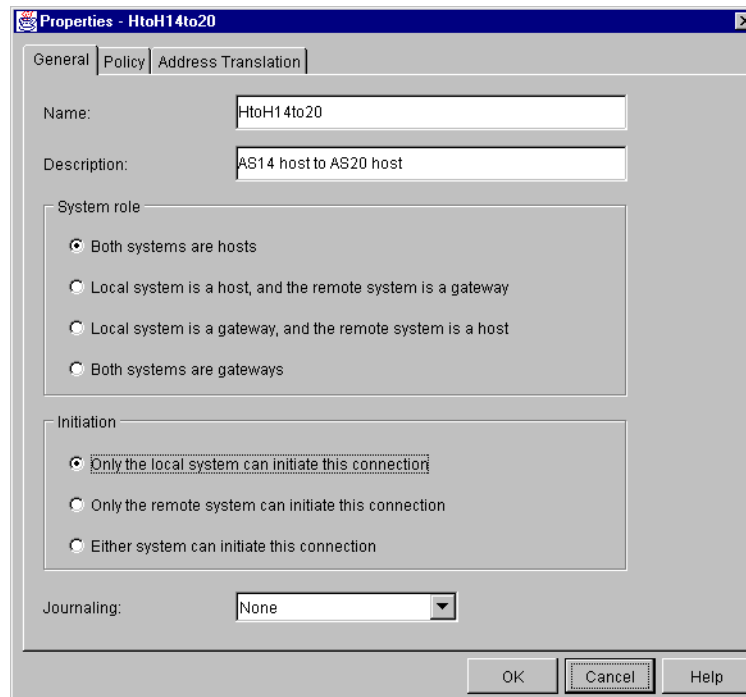 Properties - HtoH14to20
General Policy Address Translation
Name: HtoH14to20
Description: AS14 host to AS20 host
System role
Both systems are hosts
Local system is a host, and the remote system is a gateway
Local system is a gateway, and the remote system is a host
Both systems are gateways
Initiation
Only the local system can initiate this connection
Only the remote system can initiate this connection
Either system can initiate this connection
Journaling: None
OK Cancel Help